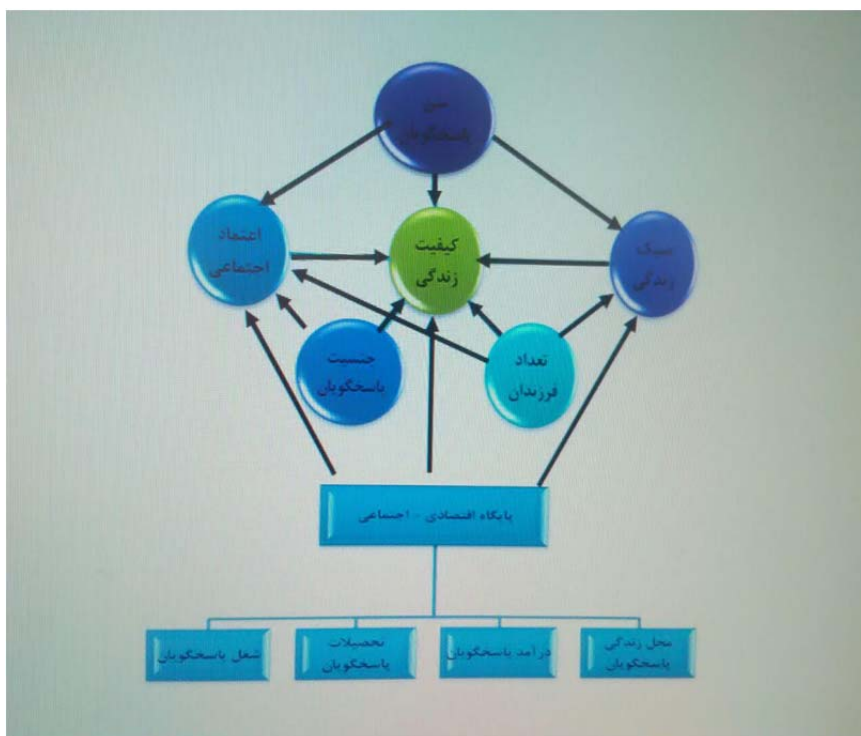 سن
پاسخگویان
اعتماد
اجتماعی
کیفیت
زندگی
سبک
زندگی
جنسیت
پاسخگویان
تعداد
فرزندان
پایگاه اقتصادی - اجتماعی
شغل پاسخگویان
تحصیلات
پاسخگویان
درآمد پاسخگویان
محل زندگی
پاسخگویان